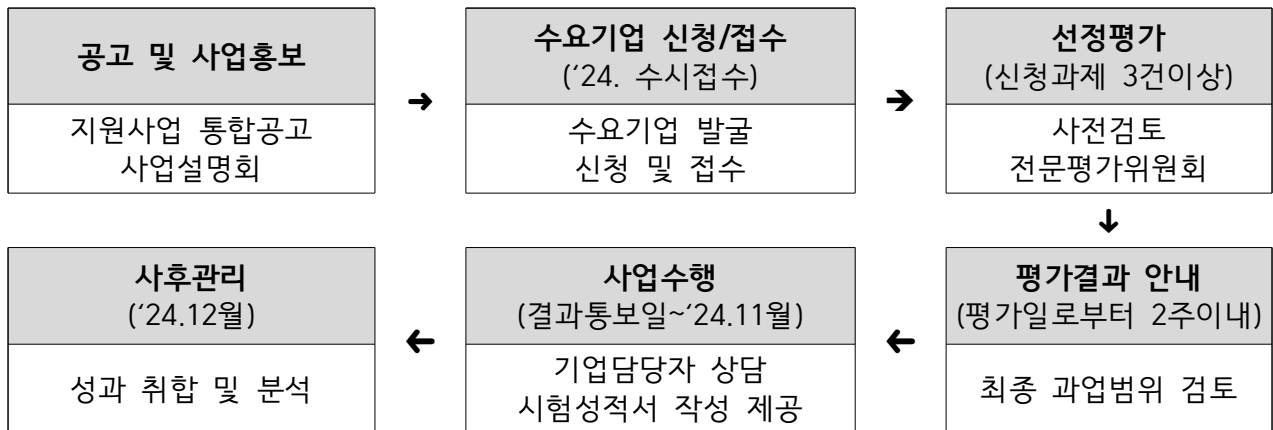 공고 및 사업홍보
지원사업 통합공고
사업설명회
➜
수요기업 신청/접수
(‘24. 수시접수)
수요기업 발굴
신청 및 접수
➔
선정평가
(신청과제 3건이상)
사전검토
전문평가위원회
↓
평가결과 안내
(평가일로부터 2주이내)
최종 과업범위 검토
←
사업수행
(결과통보일~‘24.11월)
기업담당자 상담
시험성적서 작성 제공
←
사후관리
(‘24.12월)
성과 취합 및 분석